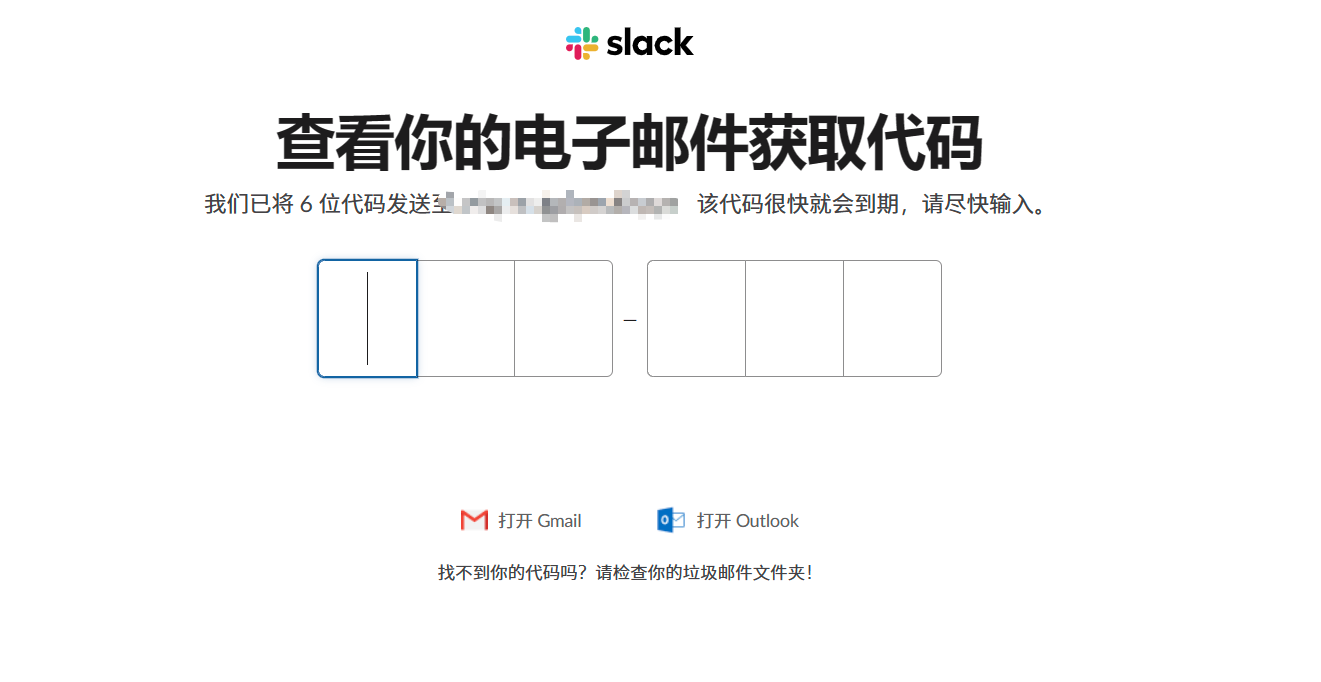 slack
查看你的电子邮件获取代码
我们已将 6 位代码发送至 该代码很快就会到期，请尽快输入。
–
打开 Gmail 打开 Outlook
找不到你的代码吗？请检查你的垃圾邮件文件夹！